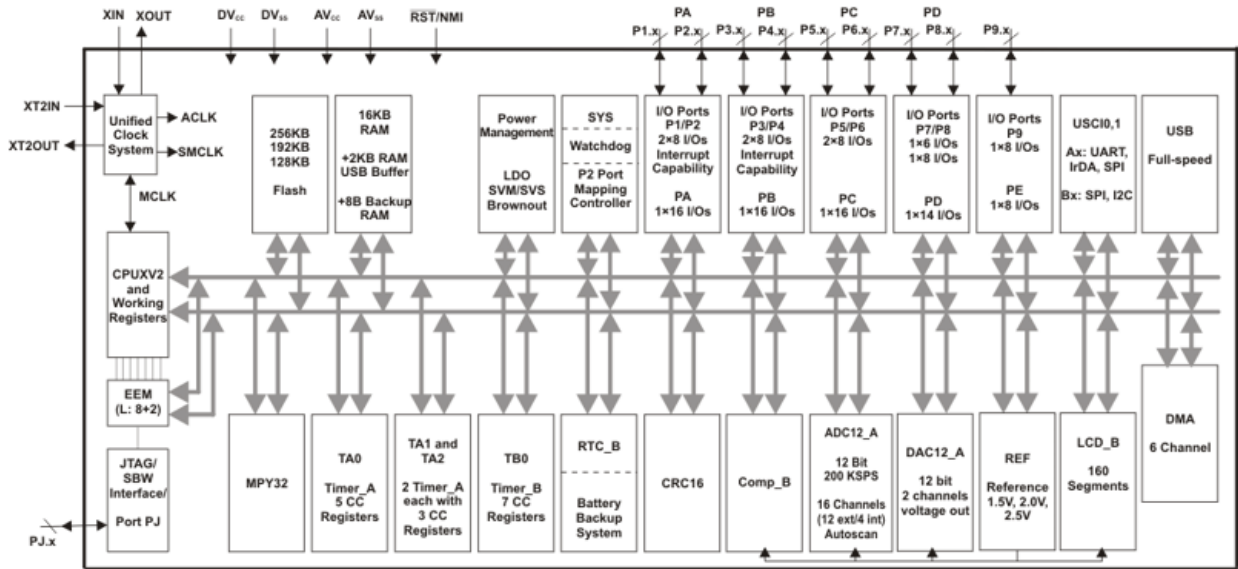 XIN
XOUT
DVcc
DVss
AVcc
AVss
RST/NMI
PA
P1.x
P2.x
PB
P3.x
P4.x
PC
P5.x
P6.x
PD
P7.x
P8.x
P9.x
XT2IN
XT2OUT
Unified
Clock
System
ACLK
SMCLK
MCLK
256KB
192KB
128KB
Flash
16KB
RAM
+2KB RAM
USB Buffer
+8B Backup
RAM
Power
Management
LDO
SVM/SVS
Brownout
SYS
Watchdog
P2 Port
Mapping
Controller
I/O Ports
P1/P2
2×8 I/Os
Interrupt
Capability
PA
1×16 I/Os
I/O Ports
P3/P4
2×8 I/Os
Interrupt
Capability
PB
1×16 I/Os
I/O Ports
P5/P6
2×8 I/Os
PC
1×16 I/Os
I/O Ports
P7/P8
1×6 I/Os
1×8 I/Os
PD
1×14 I/Os
I/O Ports
P9
1×8 I/Os
PE
1×8 I/Os
USCI0,1
Ax: UART,
IrDA, SPI
Bx: SPI, I2C
USB
Full-speed
CPUXV2
and
Working
Registers
EEM
(L: 8+2)
JTAG/
SBW
Interface/
Port PJ
PJ.x
MPY32
TA0
Timer_A
5 CC
Registers
TA1 and
TA2
2 Timer_A
each with
3 CC
Registers
TB0
Timer_B
7 CC
Registers
RTC_B
Battery
Backup
System
CRC16
Comp_B
ADC12_A
12 Bit
200 KSPS
16 Channels
(12 ext/4 int)
Autoscan
DAC12_A
12 bit
2 channels
voltage out
REF
Reference
1.5V, 2.0V,
2.5V
LCD_B
160
Segments
DMA
6 Channel